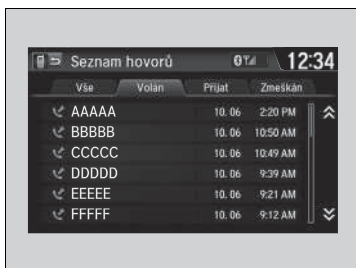 Seznam hovorů 12:34
Vše Volán Přijat Zmeškán
AAAAA 10. 06 2:20 PM
BBBBB 10. 06 10:50 AM
CCCCC 10. 06 10:49 AM
DDDDD 10. 06 9:39 AM
EEEEE 10. 06 9:21 AM
FFFFF 10. 06 9:12 AM